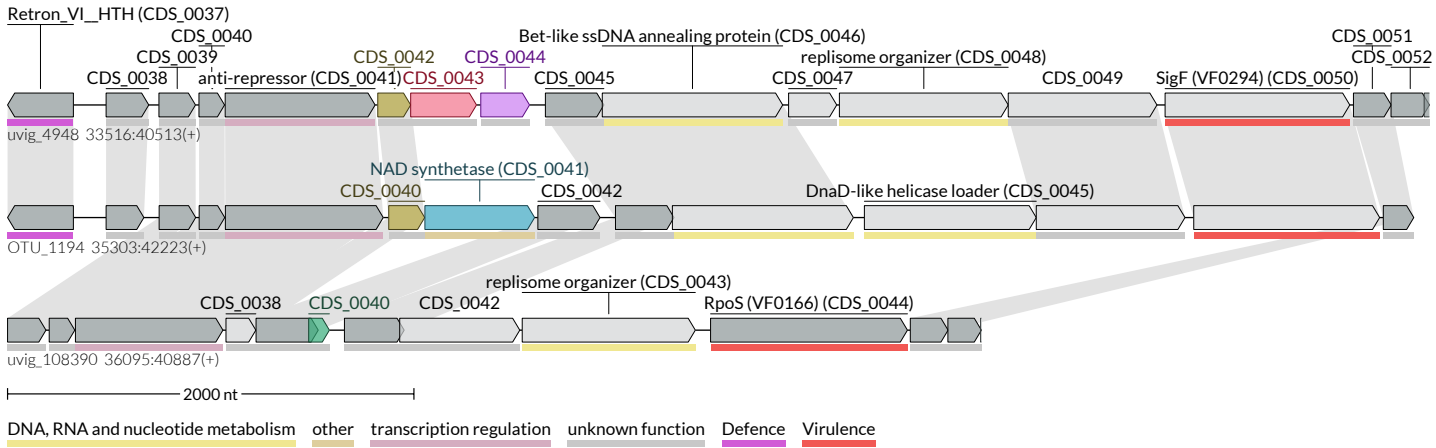 Retron_VI__HTH (CDS_0037)
CDS_0040
Bet-like ssDNA annealing protein (CDS_0046)
CDS_0051
CDS_0039
CDS_0042
CDS_0044
replisome organizer (CDS_0048)
CDS_0052
CDS_0038
anti-repressor (CDS_0041)
CDS_0043
CDS_0045
CDS_0047
CDS_0049
SigF (VF0294) (CDS_0050)
uvig_4948 33516:40513(+)
NAD synthetase (CDS_0041)
CDS_0040
CDS_0042
DnaD-like helicase loader (CDS_0045)
OTU_1194 35303:42223(+)
replisome organizer (CDS_0043)
CDS_0038
CDS_0040
CDS_0042
RpoS (VF0166) (CDS_0044)
uvig_108390 36095:40887(+)
2000 nt
DNA, RNA and nucleotide metabolism
other
transcription regulation
unknown function
Defence
Virulence